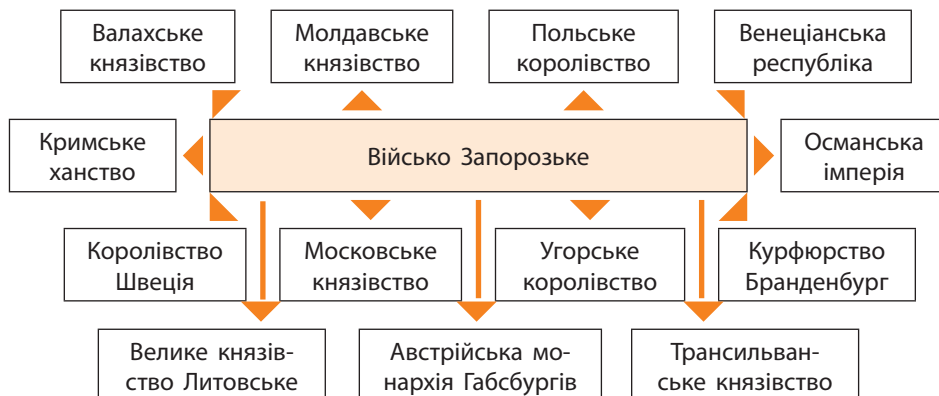 Валахське
князівство
Молдавське
князівство
Польське
королівство
Венеціанська
республіка
Кримське
ханство
Військо Запорозьке
Османська
імперія
Королівство
Швеція
Московське
князівство
Угорське
королівство
Курфюрство
Бранденбург
Велике князів-
ство Литовське
Австрійська мо-
нархія Габсбургів
Трансильван-
ське князівство